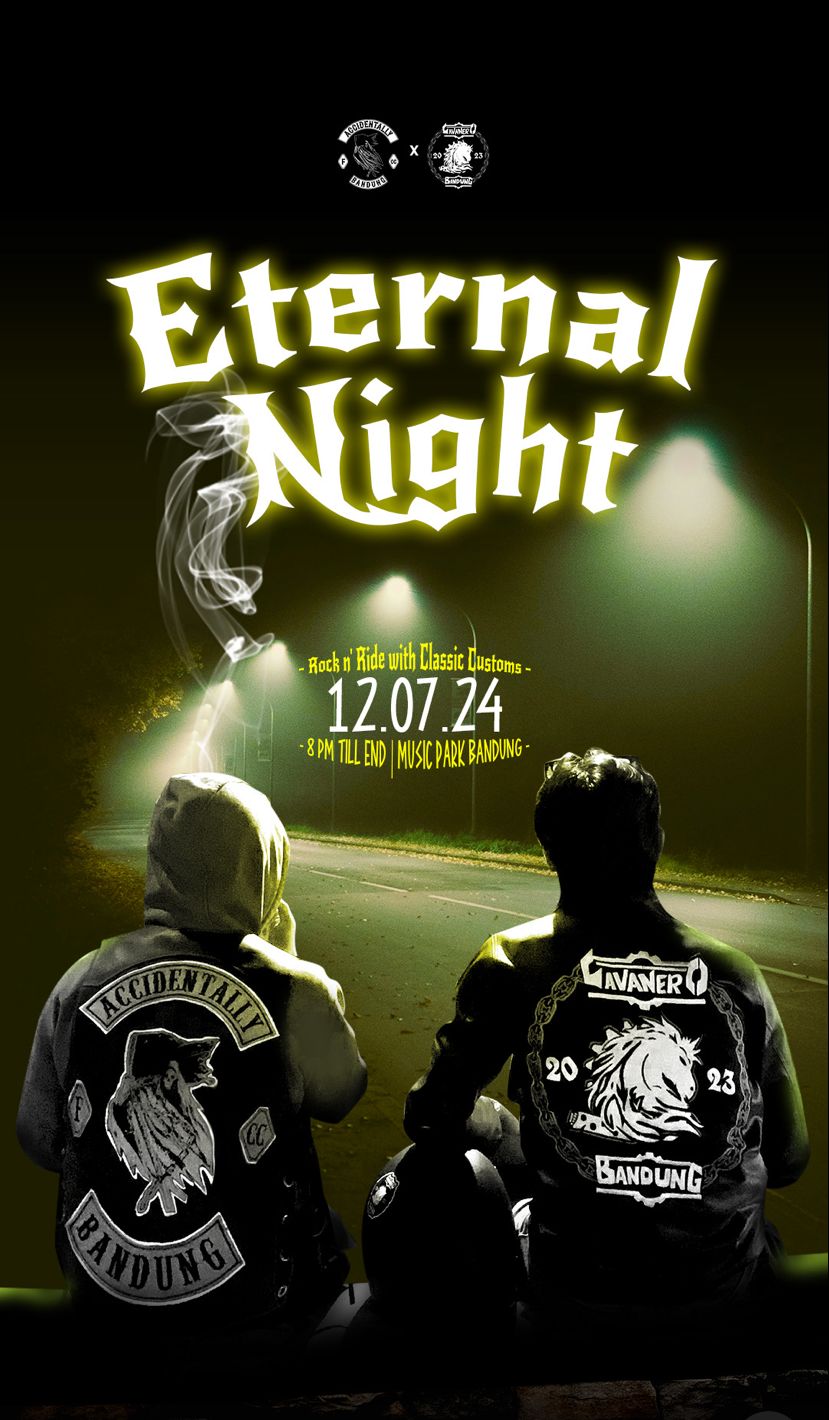 ACCIDENTALLY
F
CC
BANDUNG
X
CAVANERO
20 23
BANDUNG
Eternal
Night
- Rock n' Ride with Classic Customs -
12.07.24
- 8 PM TILL END | MUSIC PARK BANDUNG -
ACCIDENTALLY
F
CC
BANDUNG
CAVANERO
20 23
BANDUNG